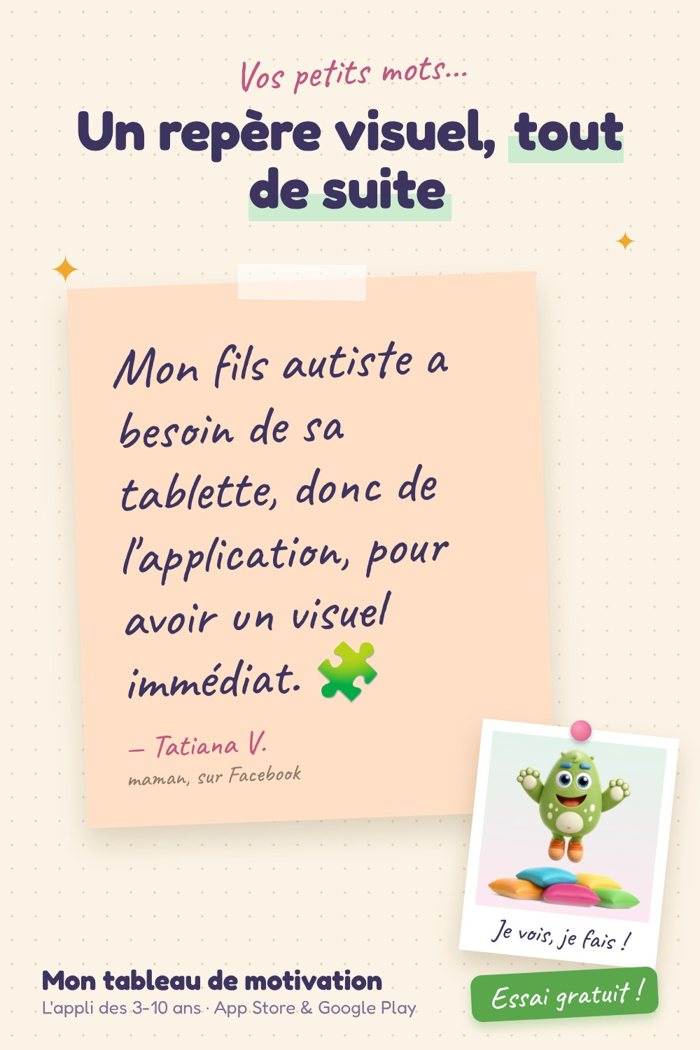 Vos petits mots...
Un repère visuel, tout
de suite
Mon fils autiste a
besoin de sa
tablette, donc de
l'application, pour
avoir un visuel
immédiat. 🧩
— Tatiana V.
maman, sur Facebook
Je vois, je fais !
Essai gratuit !
Mon tableau de motivation
L'appli des 3-10 ans · App Store & Google Play